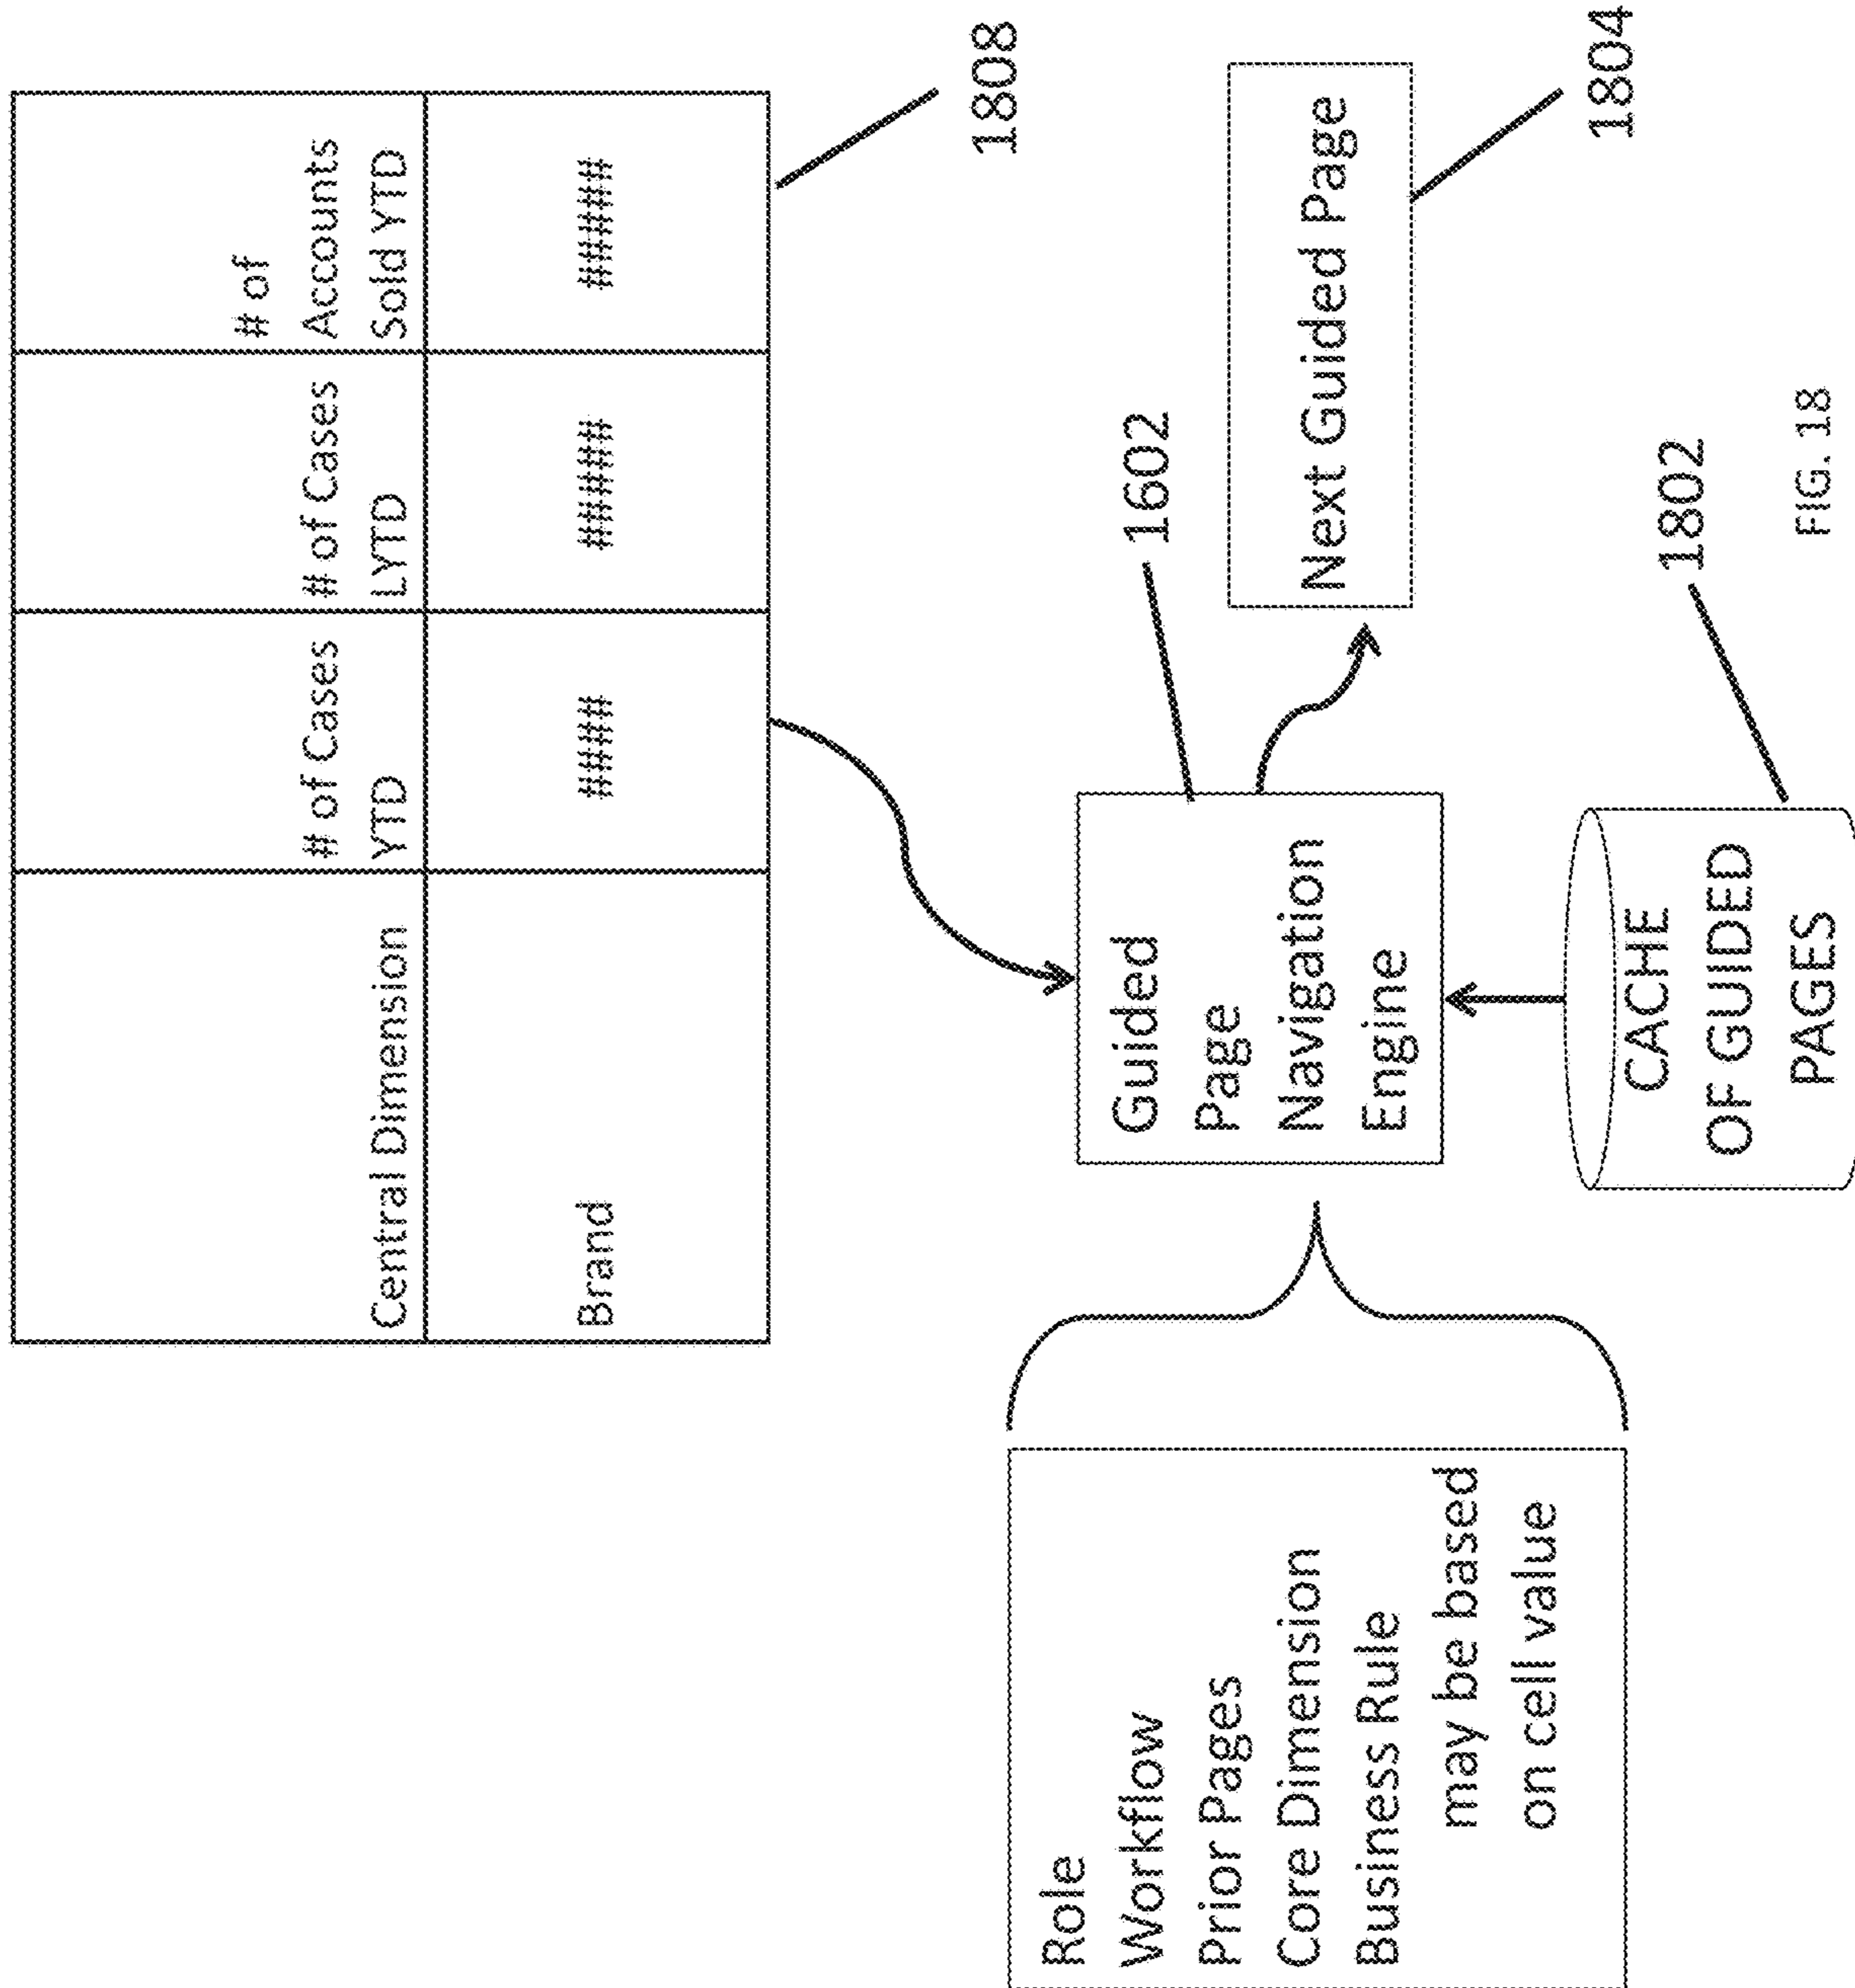 # of Cases
YTD
# of Cases
LYTD
# of
Accounts
Sold YTD
Central Dimension
Brand
####
#####
#####
1808
Role
Workflow
Prior Pages
Core Dimension
Business Rule
may be based
on cell value
Guided
Page
Navigation
Engine
1602
Next Guided Page
1804
CACHE
OF GUIDED
PAGES
1802
FIG. 18